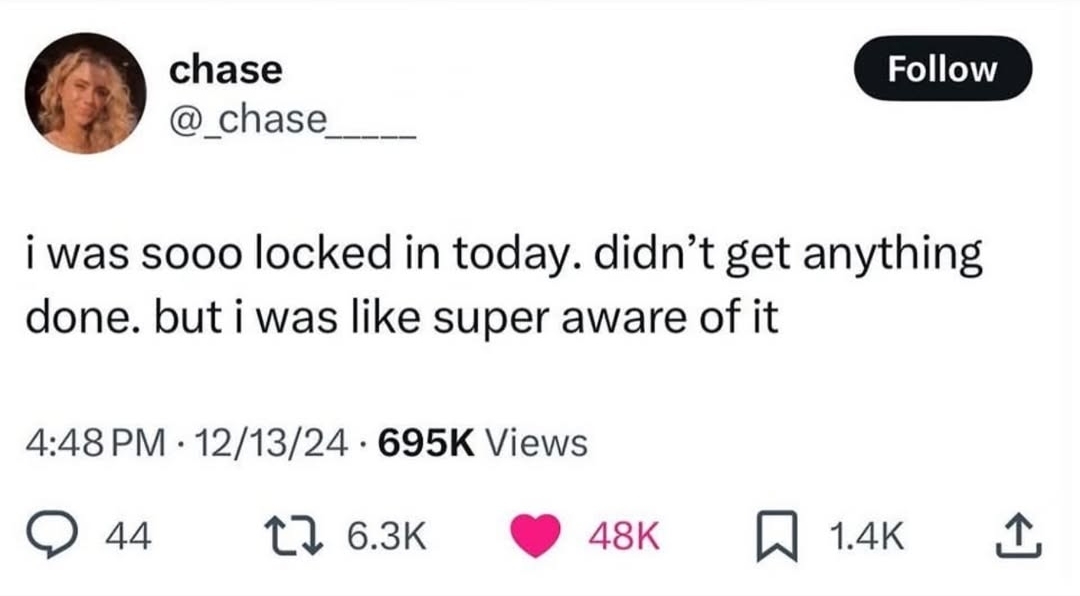 chase
Follow
@_chase_____
i was sooo locked in today. didn’t get anything
done. but i was like super aware of it
4:48 PM · 12/13/24 · 695K Views
44 6.3K 48K 1.4K